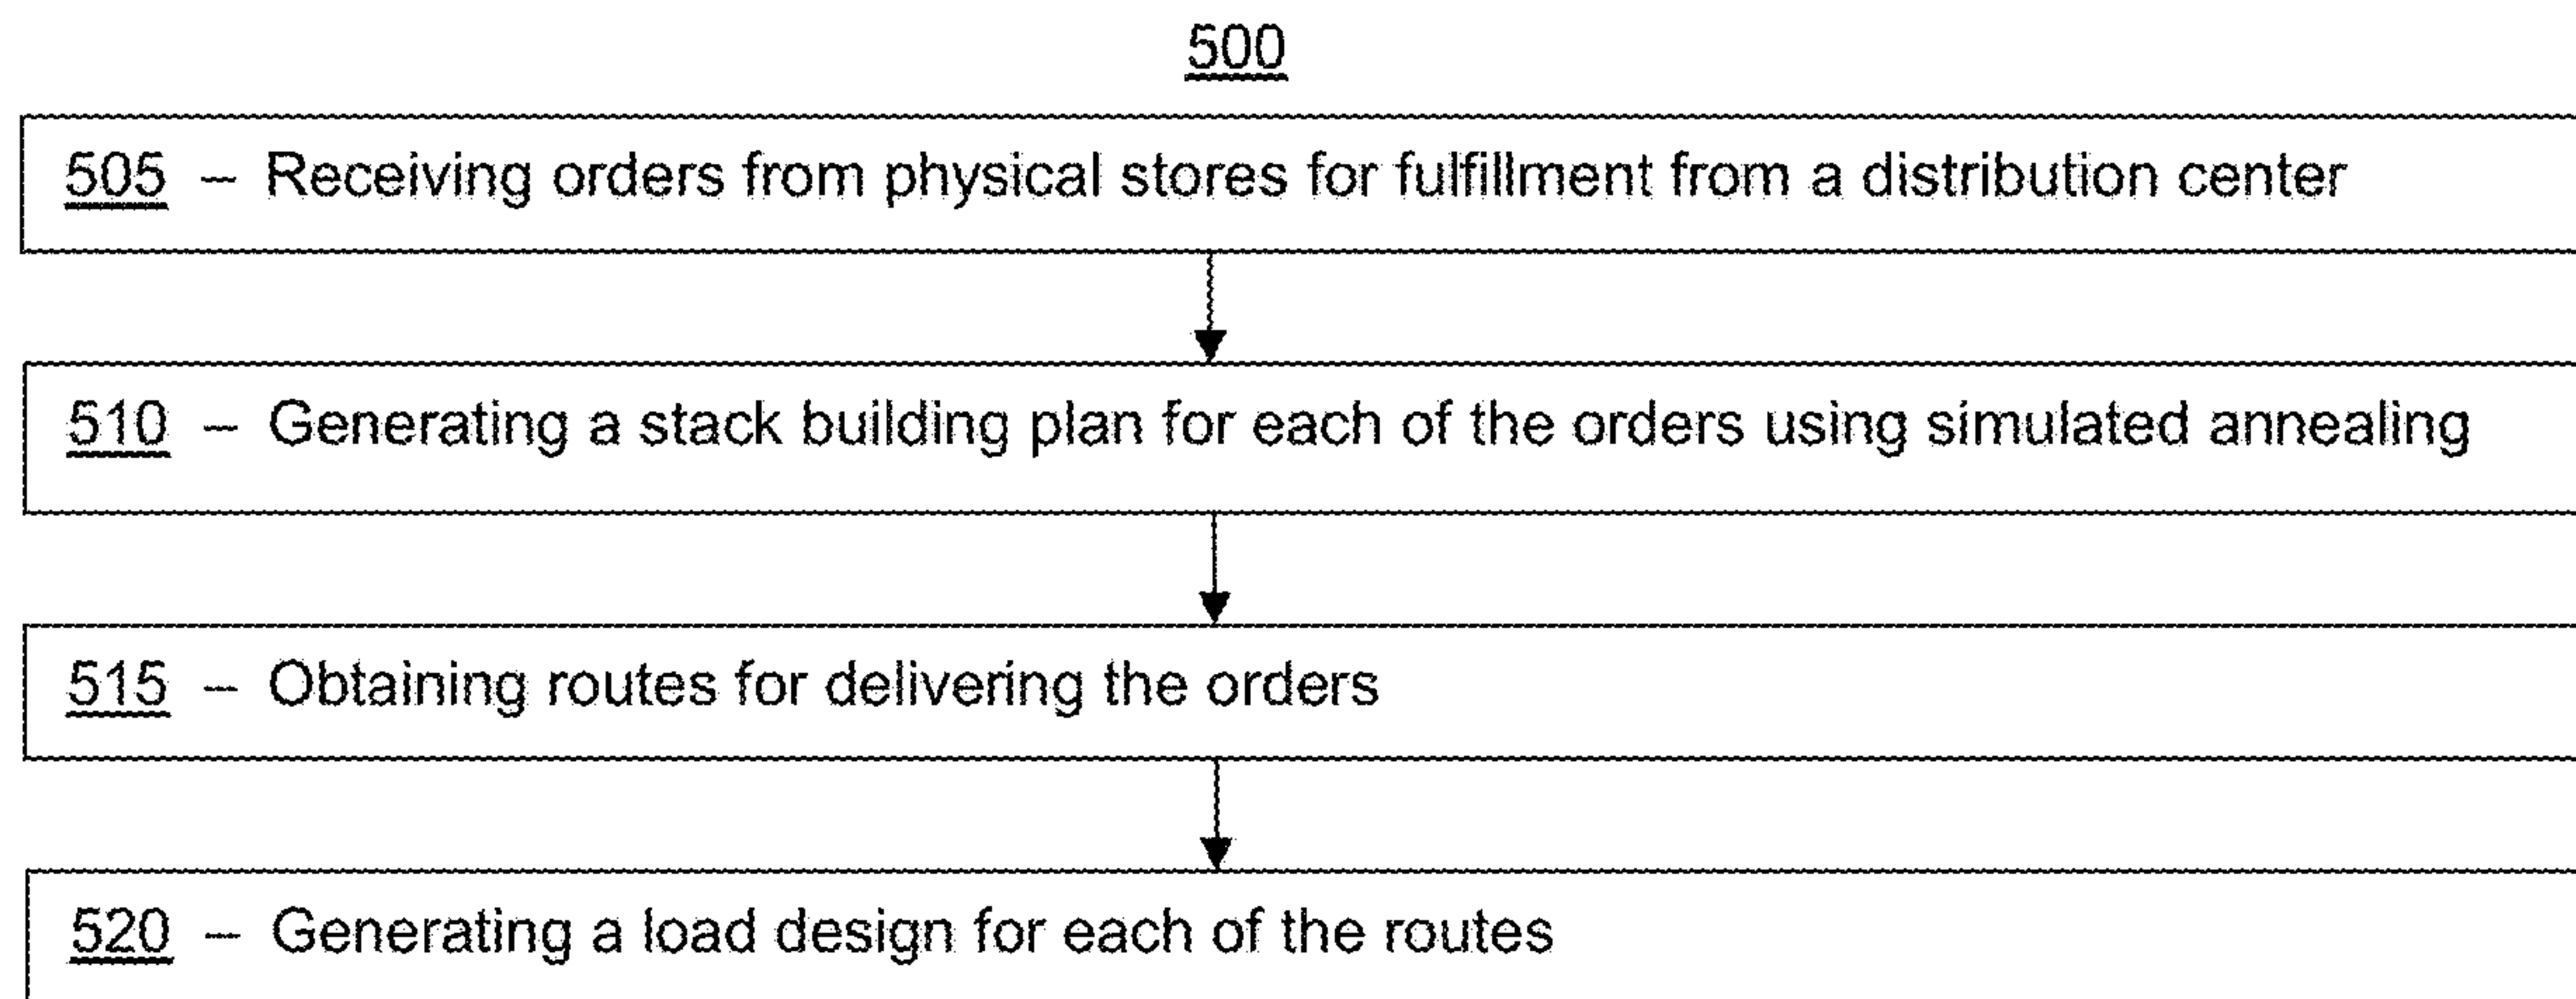 500
505 – Receiving orders from physical stores for fulfillment from a distribution center
510 – Generating a stack building plan for each of the orders using simulated annealing
515 – Obtaining routes for delivering the orders
520 – Generating a load design for each of the routes